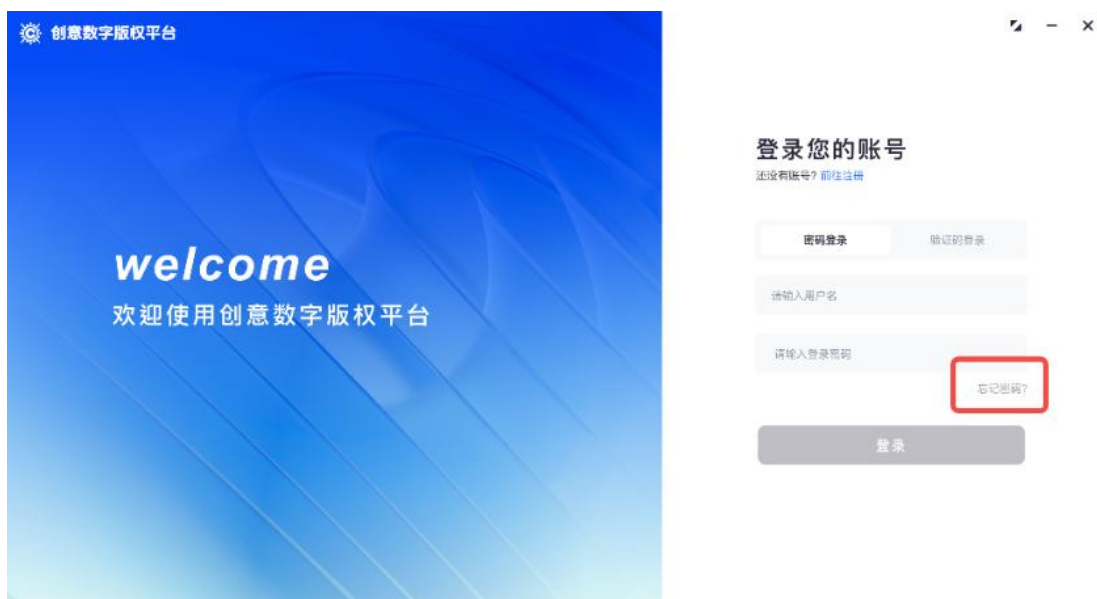 创意数字版权平台
welcome
欢迎使用创意数字版权平台
登录您的账号
还没有账号? 前往注册
密码登录
验证码登录
请输入用户名
请输入登录密码
忘记密码?
登录